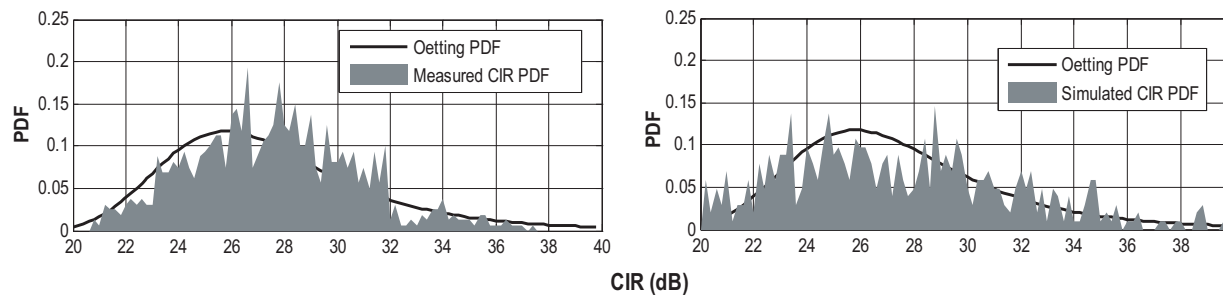 0.25
0.2
0.15
0.1
0.05
0
PDF
Oetting PDF
Measured CIR PDF
20 22 24 26 28 30 32 34 36 38 40
0.25
0.2
0.15
0.1
0.05
0
PDF
Oetting PDF
Simulated CIR PDF
20 22 24 26 28 30 32 34 36 38
CIR (dB)